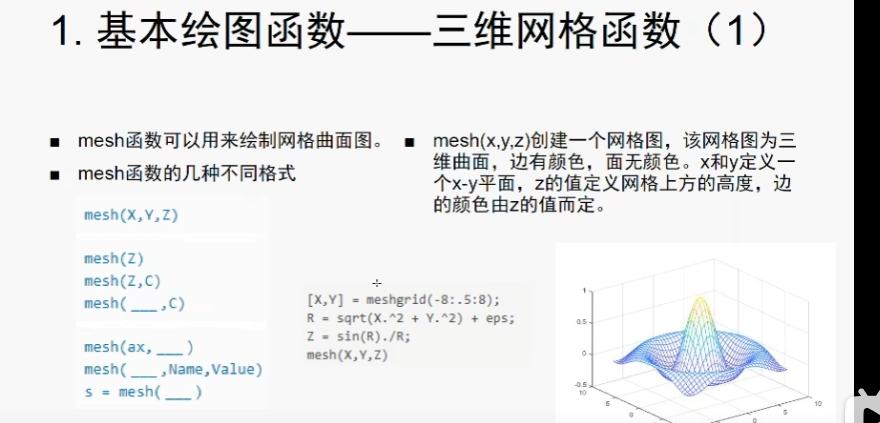 1. 基本绘图函数——三维网格函数（1）
■ mesh函数可以用来绘制网格曲面图。
■ mesh函数的几种不同格式
mesh(X,Y,Z)
mesh(Z)
mesh(Z,C)
mesh(___,C)
mesh(ax,___)
mesh(___,Name,Value)
s = mesh(___)
■ mesh(x,y,z)创建一个网格图，该网格图为三
维曲面，边有颜色，面无颜色。x和y定义一
个x-y平面，z的值定义网格上方的高度，边
的颜色由z的值而定。
[X,Y] = meshgrid(-8:.5:8);
R = sqrt(X.^2 + Y.^2) + eps;
Z = sin(R)./R;
mesh(X,Y,Z)
1
0.5
0
-0.5
10
5
0
0
5
10